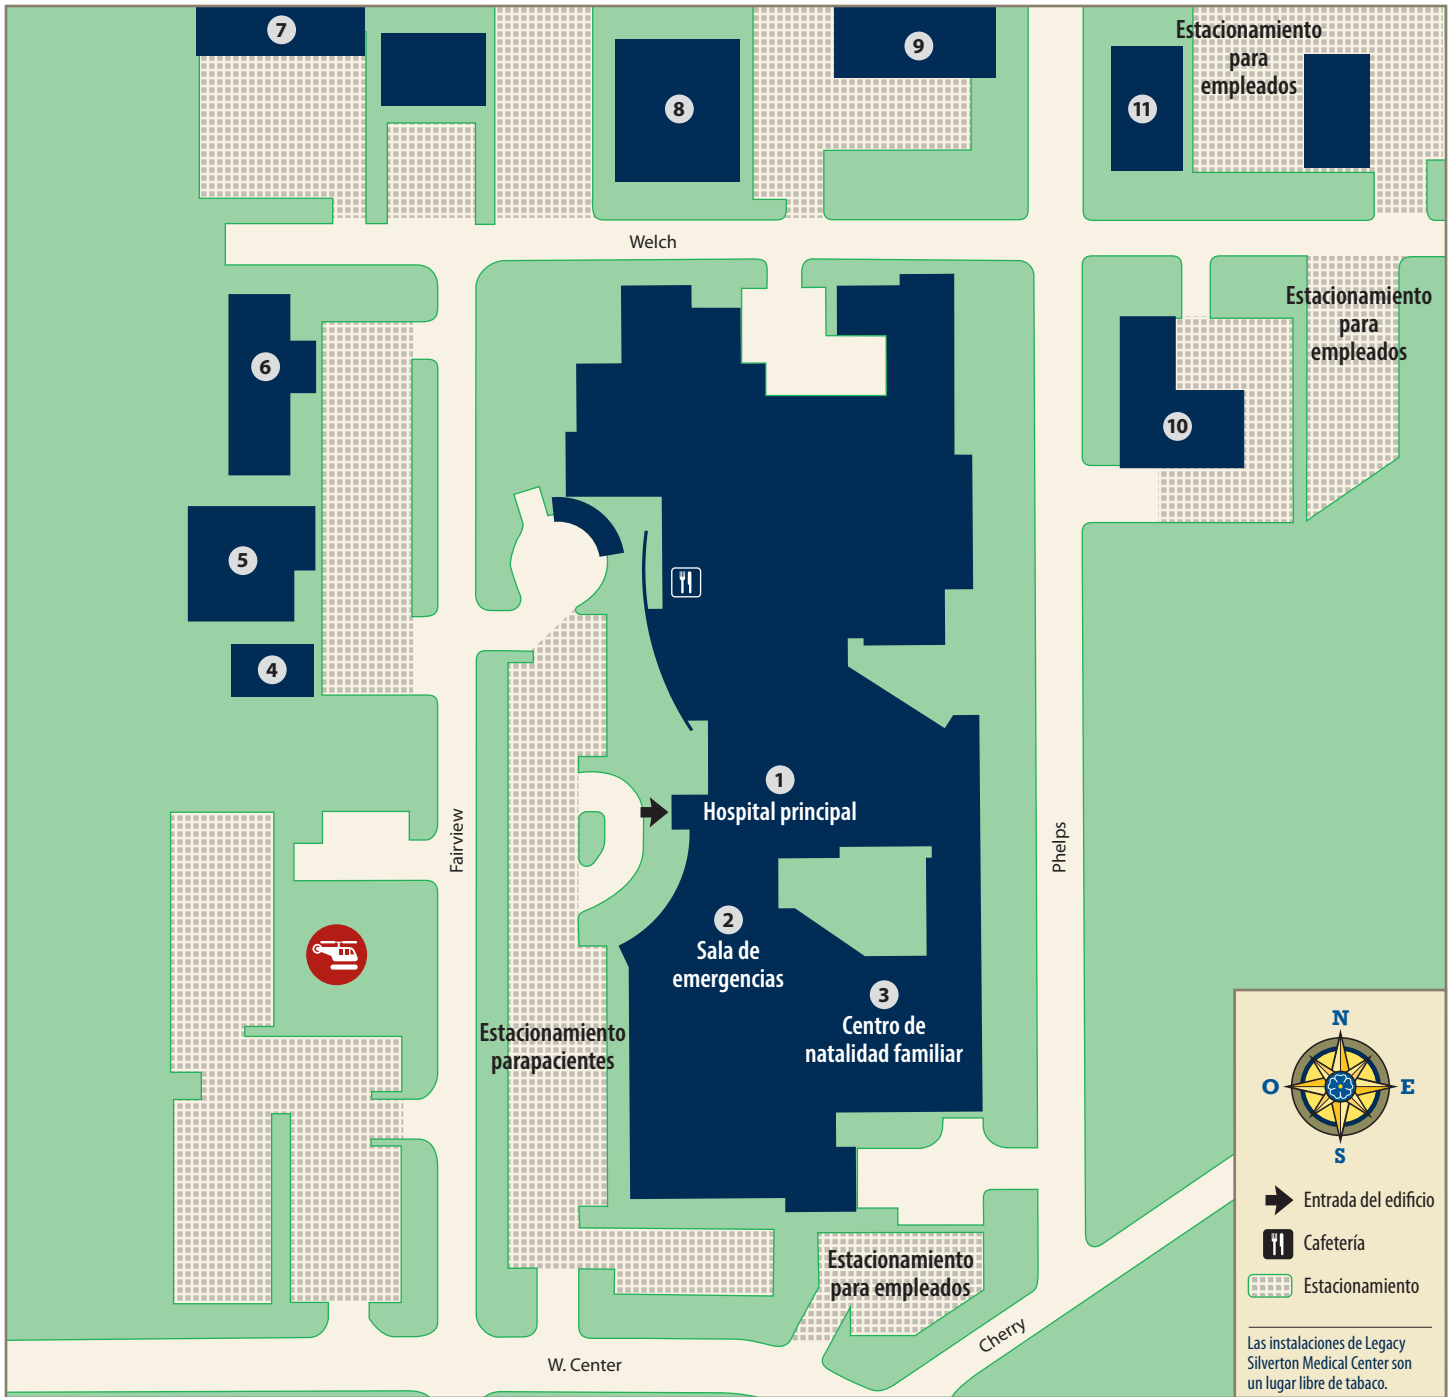 7
8
9
11
Estacionamiento
para
empleados
Welch
6
5
4
10
Estacionamiento
para
empleados
1
Hospital principal
2
Sala de
emergencias
3
Centro de
natalidad familiar
Fairview
Phelps
Estacionamiento
parapacientes
Estacionamiento
para empleados
W. Center
Cherry
N
O
E
S
Entrada del edificio
Cafetería
Estacionamiento
Las instalaciones de Legacy
Silverton Medical Center son
un lugar libre de tabaco.